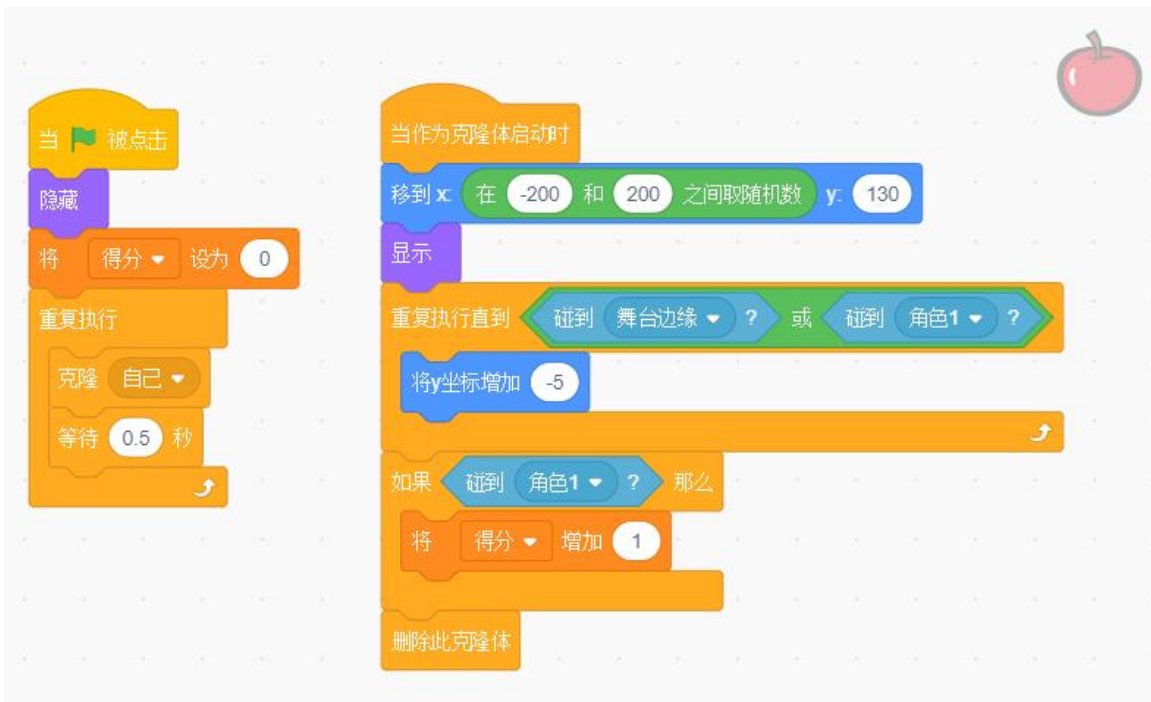 当 被点击
隐藏
将 得分 设为 0
重复执行
克隆 自己
等待 0.5 秒
当作为克隆体启动时
移到 x: 在 -200 和 200 之间取随机数 y: 130
显示
重复执行直到 碰到 舞台边缘 ? 或 碰到 角色1 ?
将y坐标增加 -5
如果 碰到 角色1 ? 那么
将 得分 增加 1
删除此克隆体